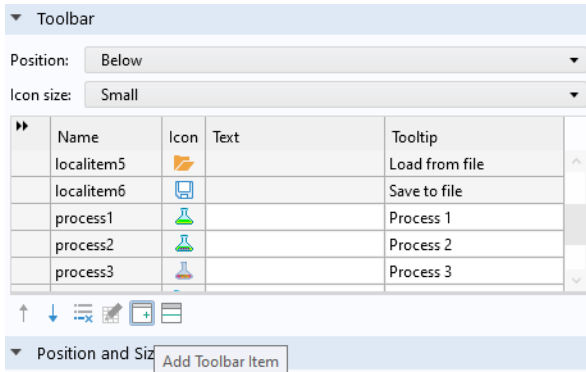 Toolbar
Position: Below
Icon size: Small
Name Icon Text Tooltip
localitem5 Load from file
localitem6 Save to file
process1 Process 1
process2 Process 2
process3 Process 3
Position and Siz
Add Toolbar Item